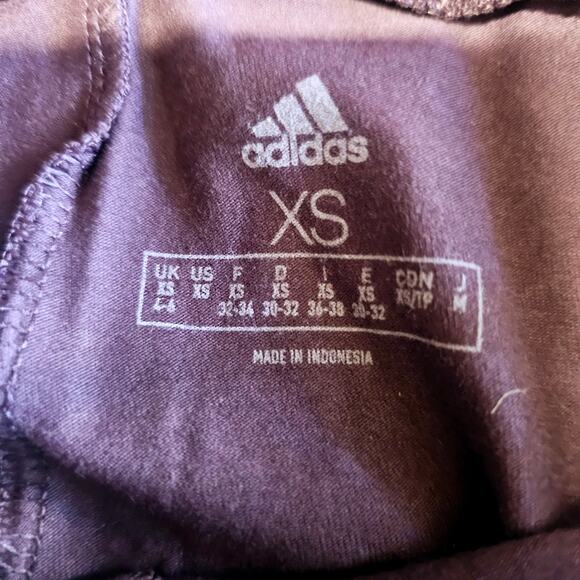 adidas
XS
UK US F D I E CDN J
XS XS XS XS XS XS XS/TP M
4-6 32-34 30-32 36-38 30-32
MADE IN INDONESIA